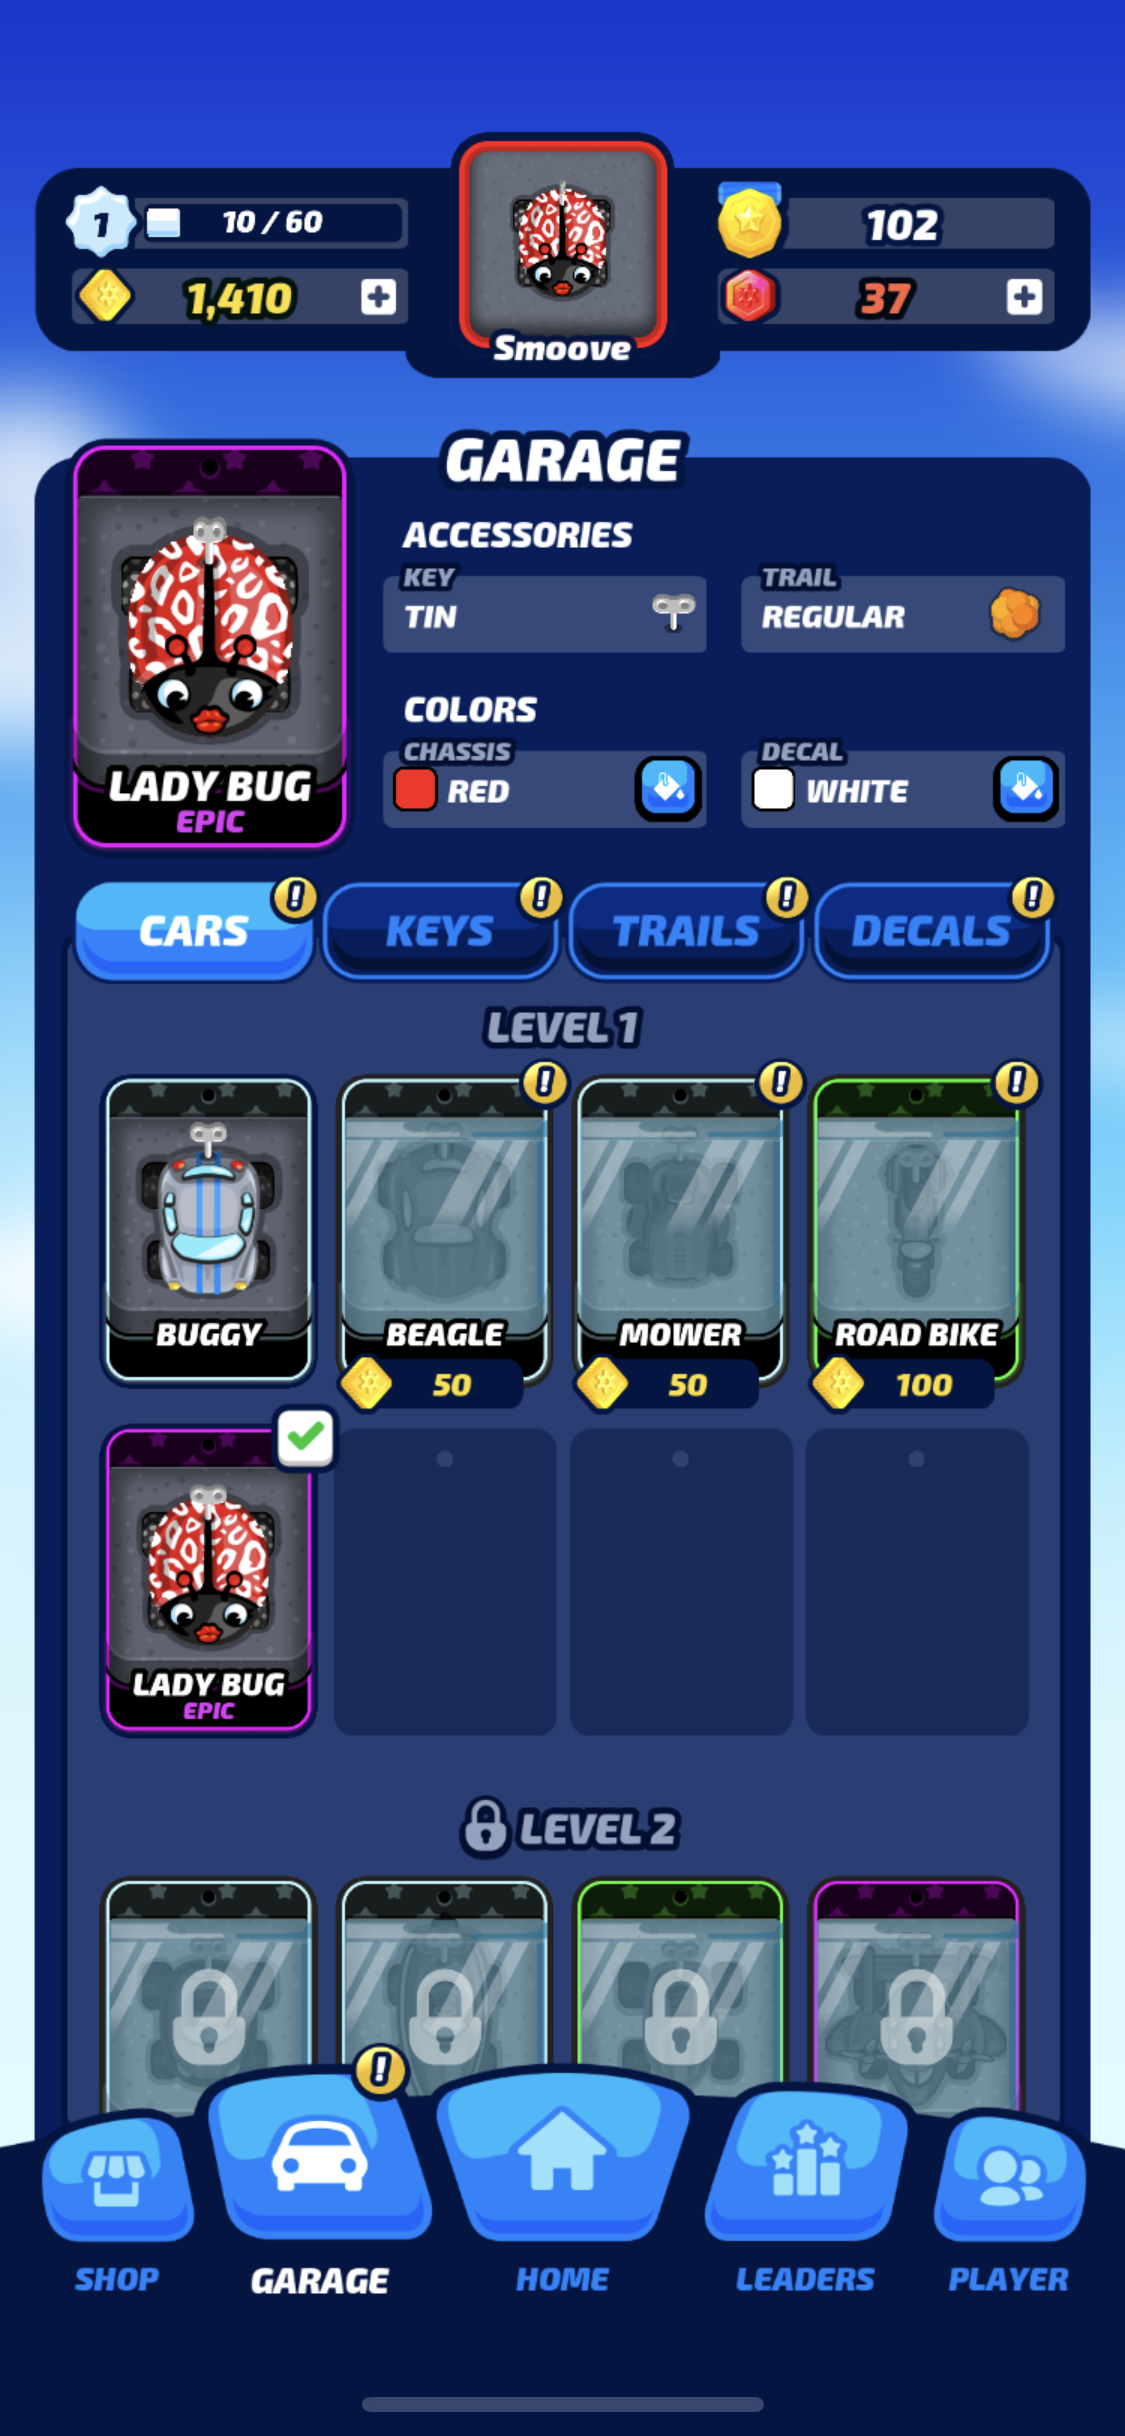 1
10 / 60
102
1,410
37
Smoove
GARAGE
ACCESSORIES
KEY
TIN
TRAIL
REGULAR
COLORS
CHASSIS
RED
DECAL
WHITE
LADY BUG
EPIC
CARS
KEYS
TRAILS
DECALS
LEVEL 1
BUGGY
BEAGLE
MOWER
ROAD BIKE
50
50
100
LADY BUG
EPIC
LEVEL 2
SHOP
GARAGE
HOME
LEADERS
PLAYER